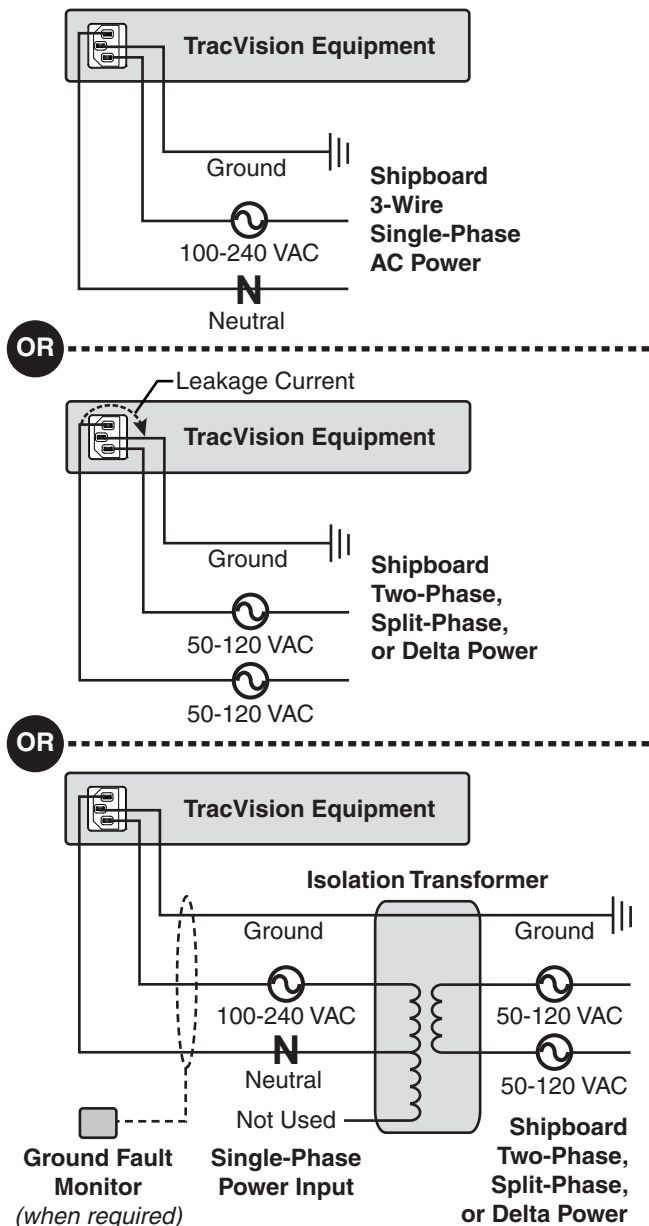 TracVision Equipment
Ground
Shipboard
3-Wire
Single-Phase
AC Power
100-240 VAC
N
Neutral
OR
Leakage Current
TracVision Equipment
Ground
Shipboard
Two-Phase,
Split-Phase,
or Delta Power
50-120 VAC
50-120 VAC
OR
TracVision Equipment
Isolation Transformer
Ground
Ground
100-240 VAC
50-120 VAC
N
Neutral
50-120 VAC
Not Used
Ground Fault
Monitor
(when required)
Single-Phase
Power Input
Shipboard
Two-Phase,
Split-Phase,
or Delta Power